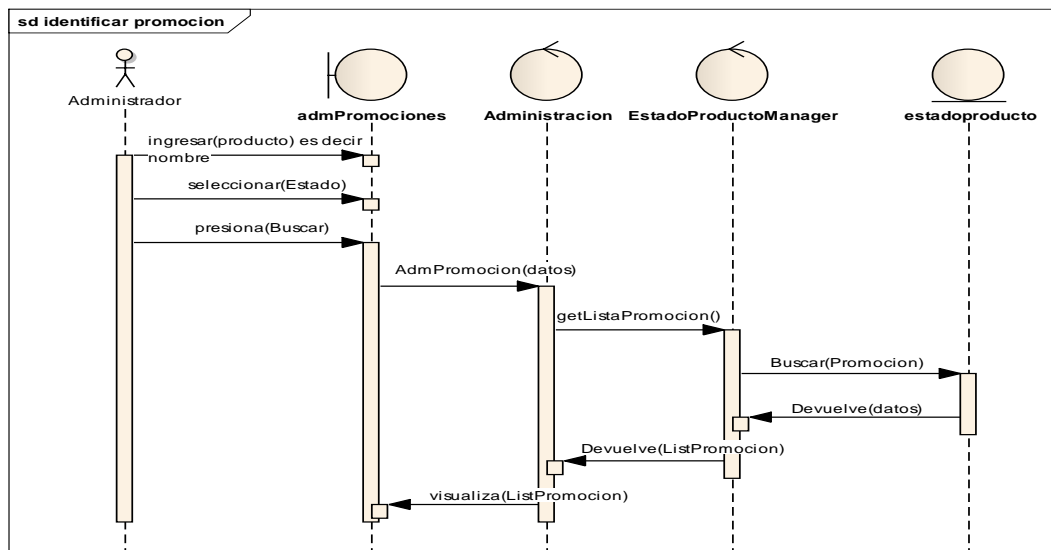 sd identificar promocion
Administrador
admPromociones
Administracion
EstadoProductoManager
estadoproducto
ingresar(producto) es decir
nombre
seleccionar(Estado)
presiona(Buscar)
AdmPromocion(datos)
getListaPromocion()
Buscar(Promocion)
Devuelve(datos)
Devuelve(ListPromocion)
visualiza(ListPromocion)